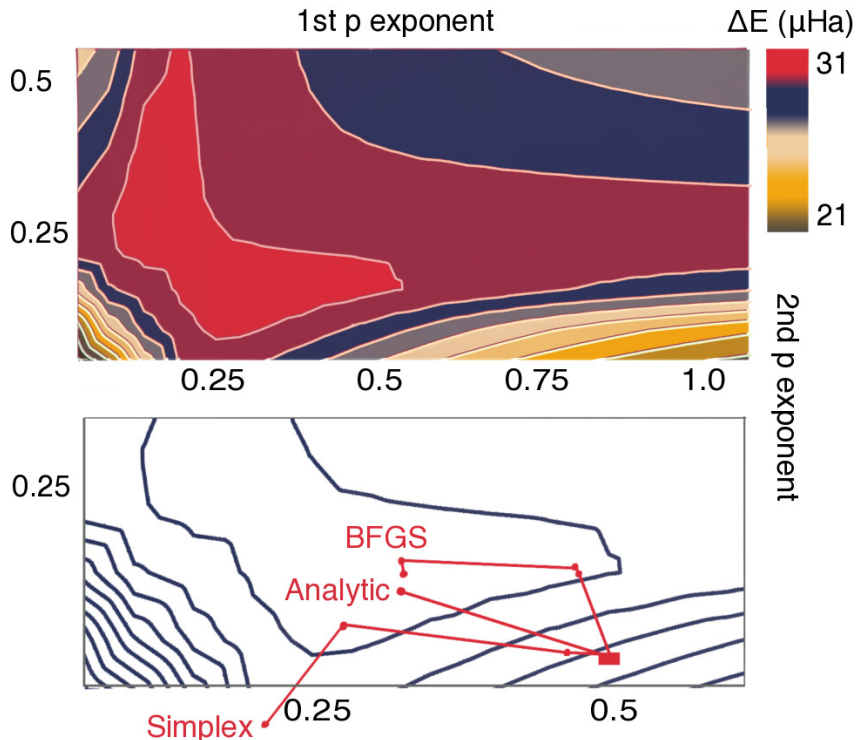 1st p exponent
ΔE (μHa)
31
21
0.5
0.25
0.25
0.5
0.75
1.0
2nd p exponent
0.25
BFGS
Analytic
Simplex
0.25
0.5